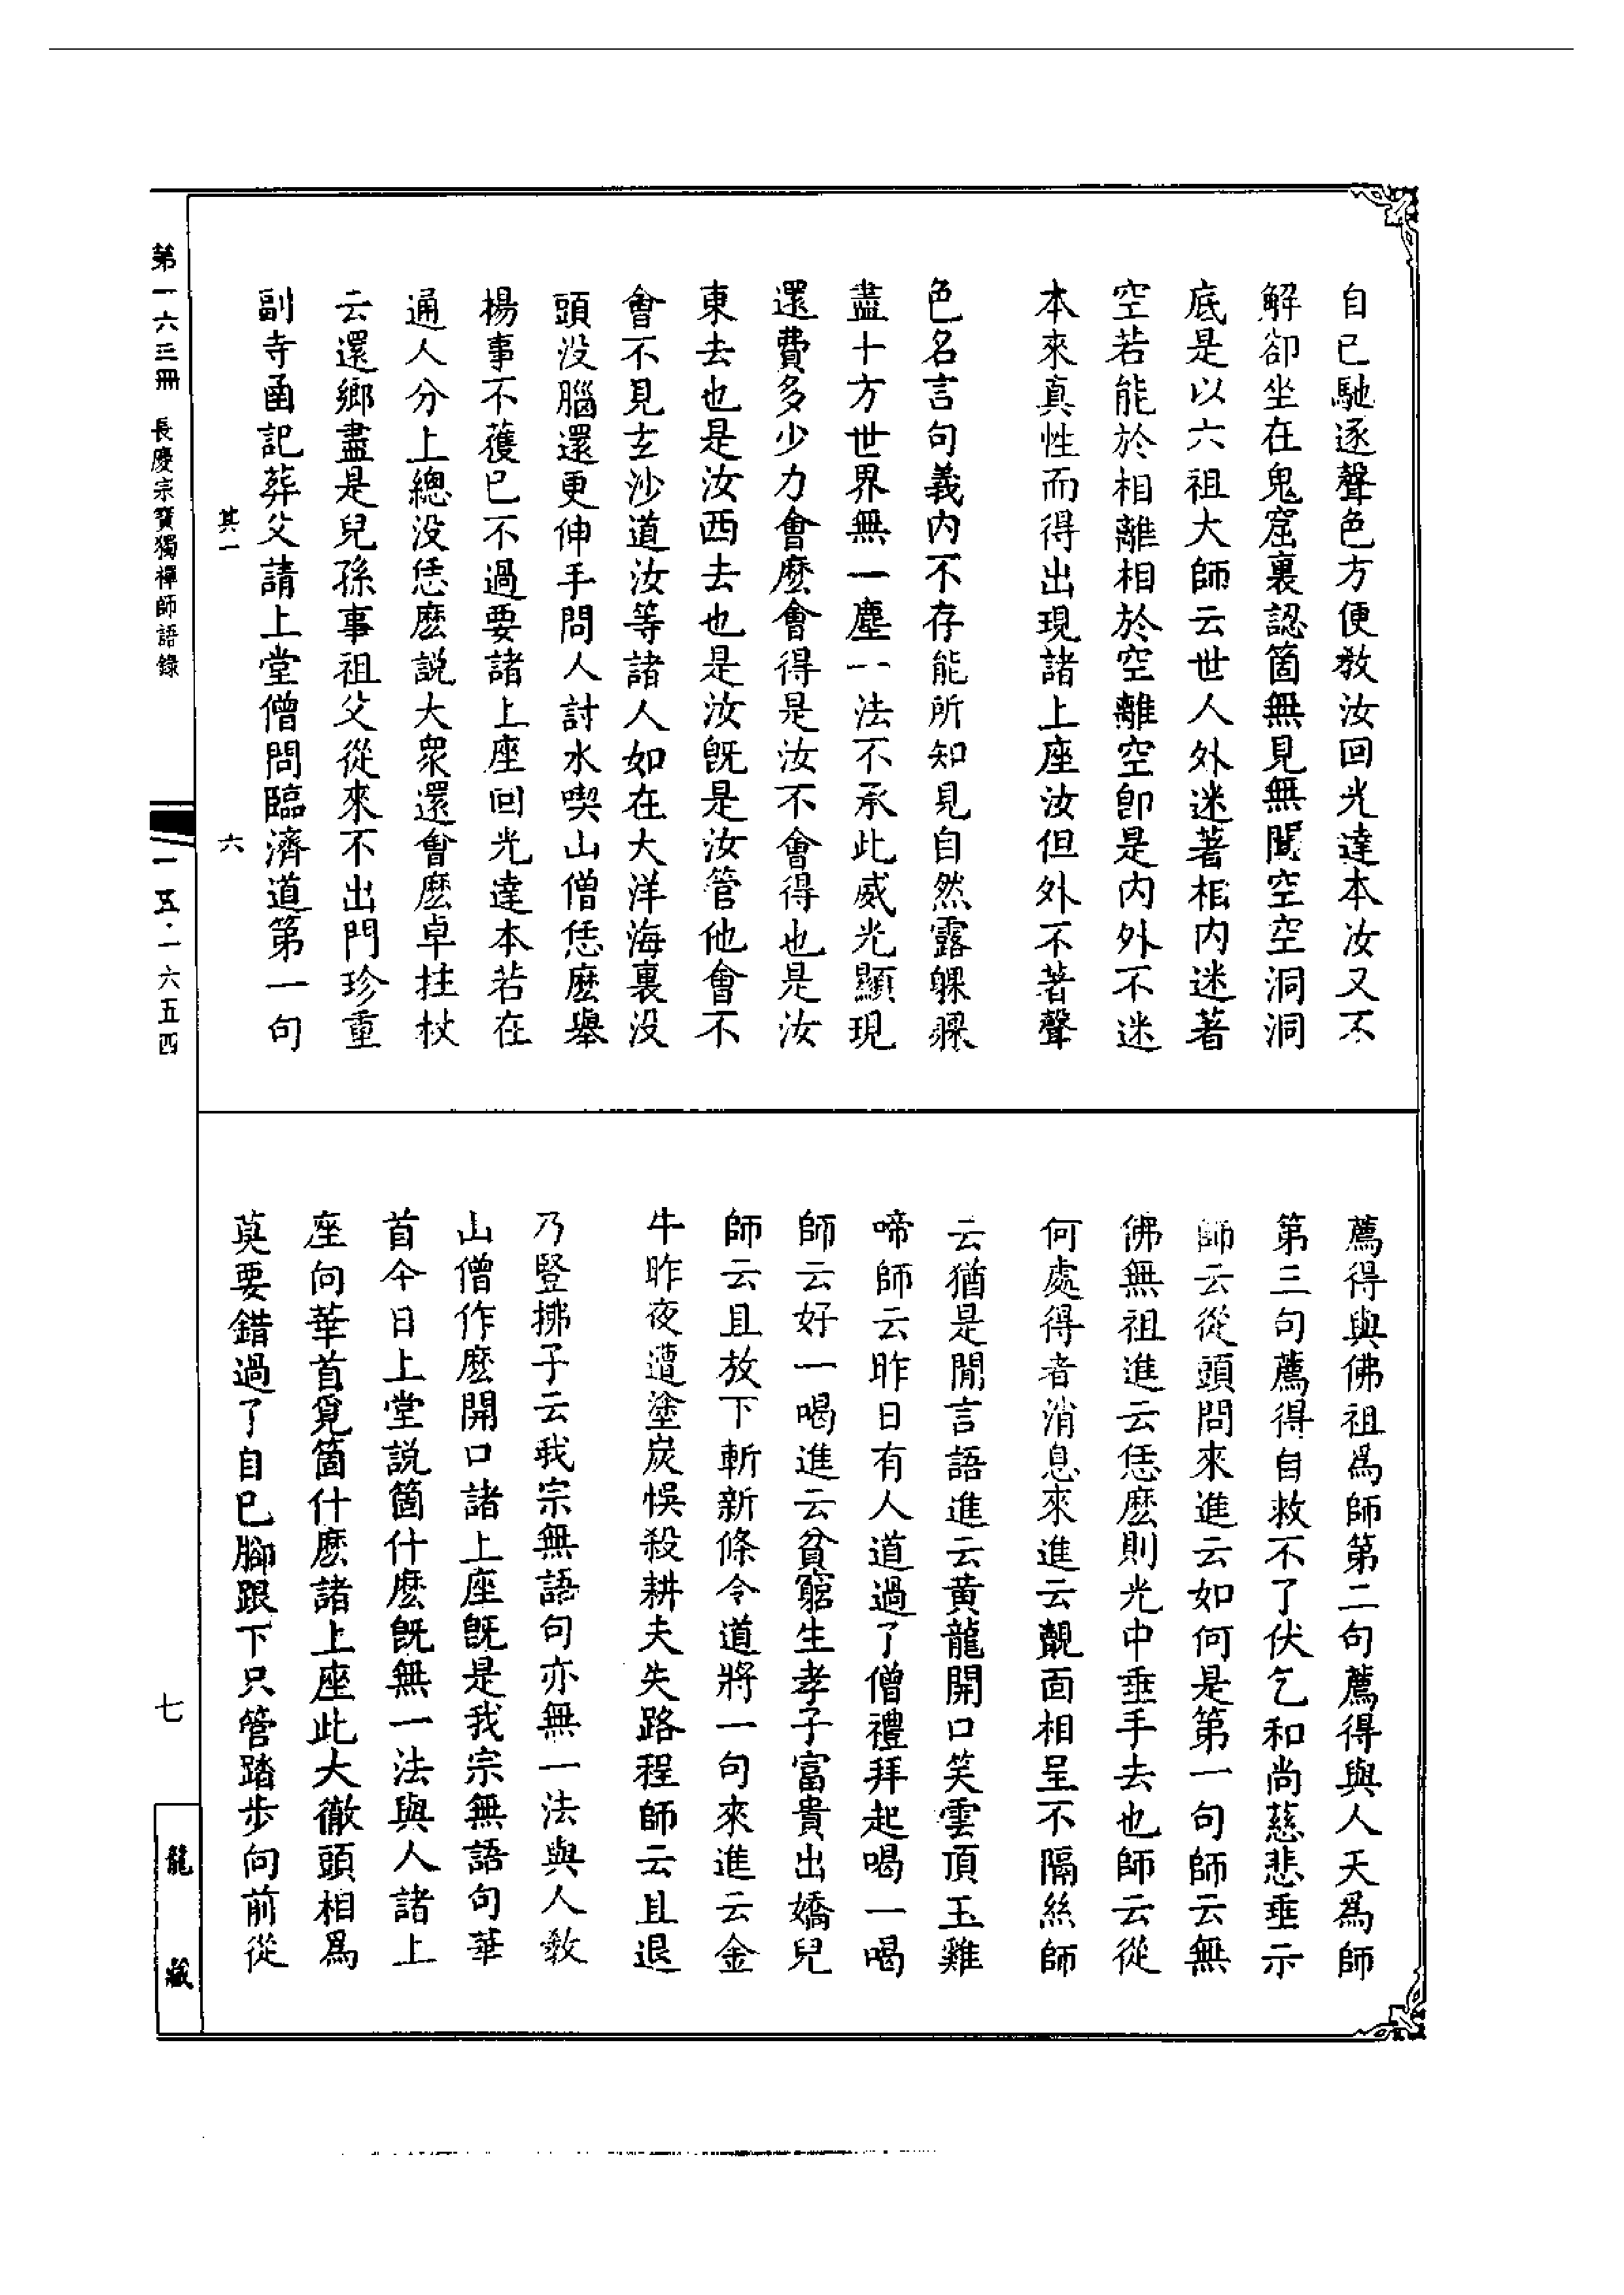 自已馳逐聲色方便教汝回光達本汝又不
解卻坐在鬼窟裏認箇無見無聞空空洞洞
底是以六祖大師云世人外迷著相內迷著
空若能於相離相於空離空卽是內外不迷
本來真性而得出現諸上座汝但外不著聲
色名言句義內不存能所知見自然露躶躶
盡十方世界無一塵一法不承此威光顯現
還費多少力會麽會得是汝不會得也是汝
東去也是汝西去也是汝旣是汝管他會不
會不見玄沙道汝等諸人如在大洋海裏没
頭没腦還更伸手問人討水喫山僧恁麽舉
楊事不獲已不過要諸上座回光達本若在
通人分上總没恁麽説大衆還會麽卓拄杖
云還鄉盡是兒孫事祖父從來不出門珍重
副寺函記葬父請上堂僧問臨濟道第一句
其一 六
薦得與佛祖爲師第二句薦得與人天爲師
第三句薦得自救不了伏乞和尚慈悲垂示
師云從頭問來進云如何是第一句師云無
佛無祖進云恁麽則光中垂手去也師云從
何處得者消息來進云覿面相呈不隔絲師
云猶是閒言語進云黄龍開口笑雲頂玉雞
啼師云昨日有人道過了僧禮拜起喝一喝
師云好一喝進云貧窮生孝子富貴出嬌兒
師云且放下斬新條令道將一句來進云金
牛昨夜遭塗炭悞殺耕夫失路程師云且退
乃豎拂子云我宗無語句亦無一法與人教
山僧作麽開口諸上座旣是我宗無語句華
首今日上堂説箇什麽旣無一法與人諸上
座向華首覓箇什麽諸上座此大徹頭相爲
莫要錯過了自已腳跟下只管踏步向前從
第一六三冊 長慶宗寶獨禪師語錄
一五·一六五四
七
龍藏